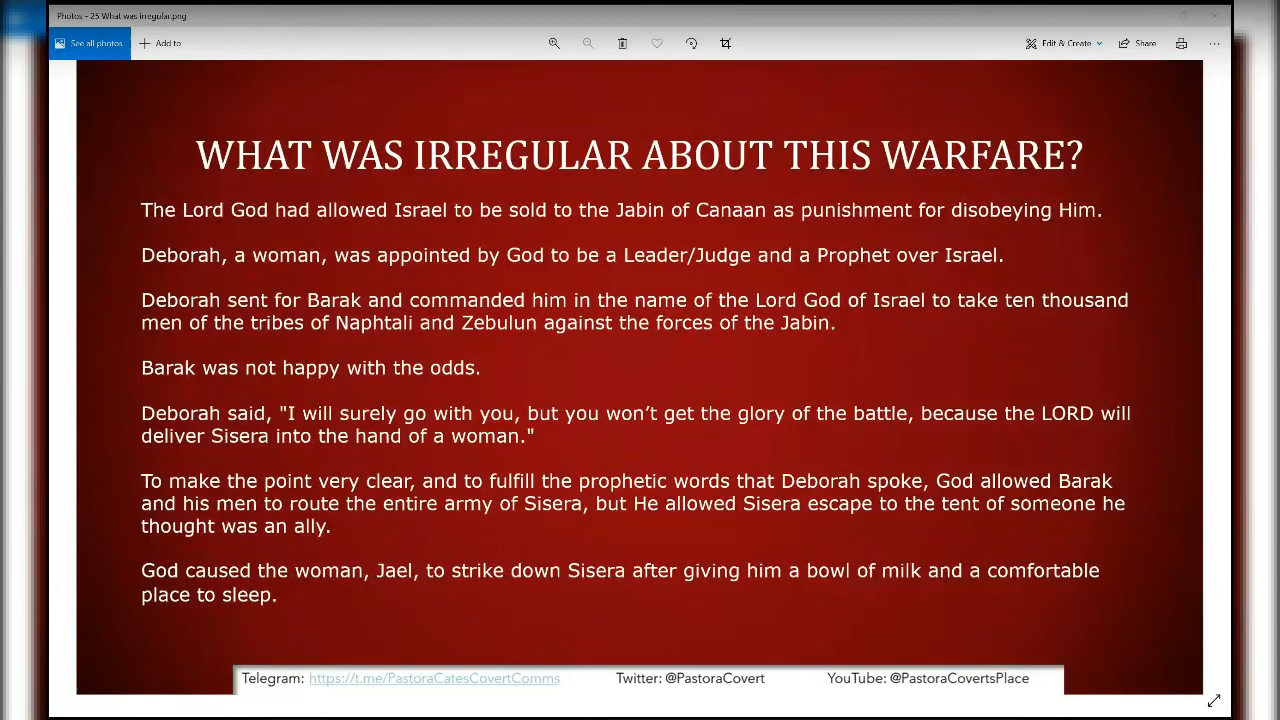 Photos - 25 What was irregular.png
See all photos
Add to
Edit & Create
Share
WHAT WAS IRREGULAR ABOUT THIS WARFARE?
The Lord God had allowed Israel to be sold to the Jabin of Canaan as punishment for disobeying Him.
Deborah, a woman, was appointed by God to be a Leader/Judge and a Prophet over Israel.
Deborah sent for Barak and commanded him in the name of the Lord God of Israel to take ten thousand
men of the tribes of Naphtali and Zebulun against the forces of the Jabin.
Barak was not happy with the odds.
Deborah said, "I will surely go with you, but you won’t get the glory of the battle, because the LORD will
deliver Sisera into the hand of a woman."
To make the point very clear, and to fulfill the prophetic words that Deborah spoke, God allowed Barak
and his men to route the entire army of Sisera, but He allowed Sisera escape to the tent of someone he
thought was an ally.
God caused the woman, Jael, to strike down Sisera after giving him a bowl of milk and a comfortable
place to sleep.
Telegram: https://t.me/PastoraCatesCovertComms Twitter: @PastoraCovert YouTube: @PastoraCovertsPlace